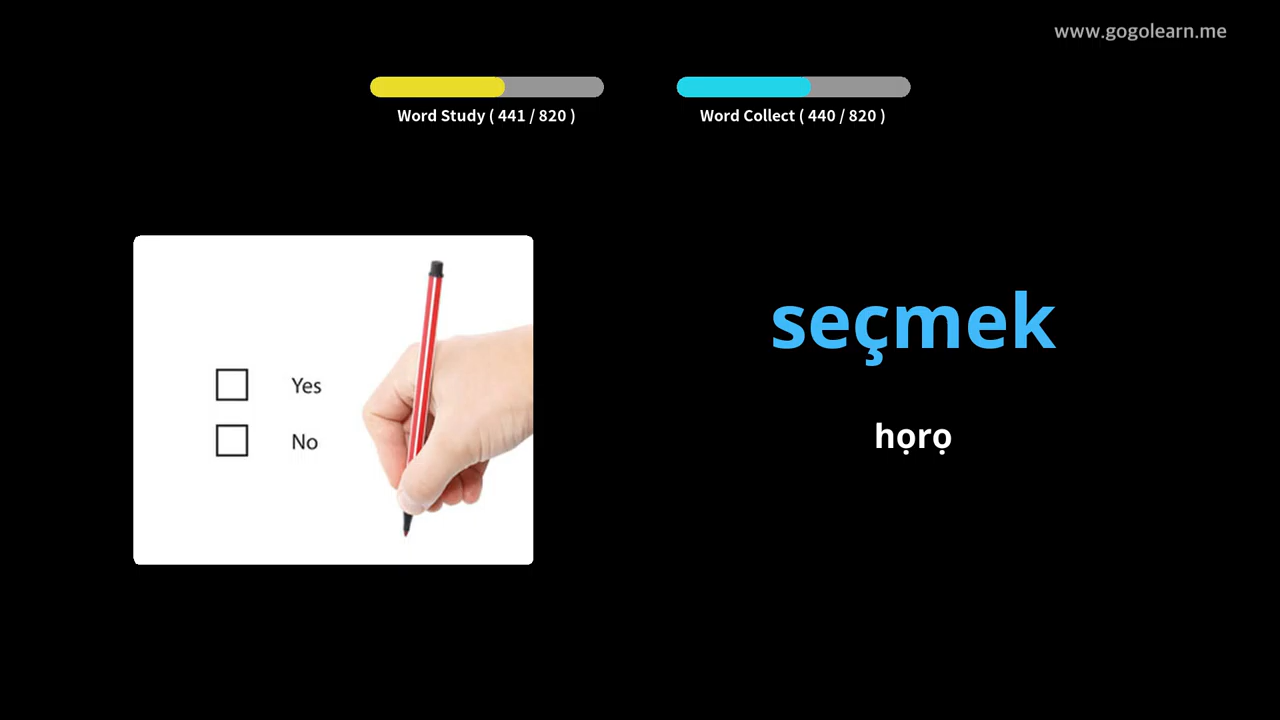 www.gogolearn.me
Word Study ( 441 / 820 )
Word Collect ( 440 / 820 )
Yes
No
seçmek
họrọ